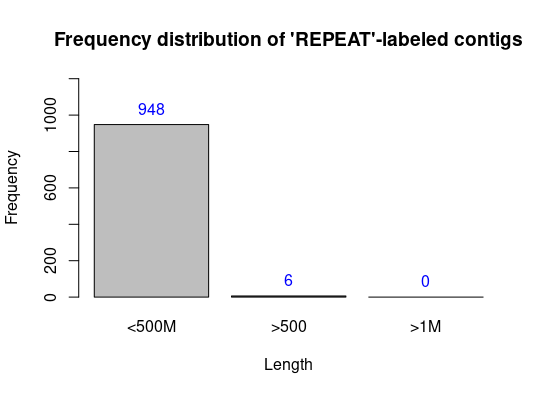 Frequency distribution of 'REPEAT'-labeled contigs
Frequency
1000
600
200
0
948
6
0
<500M
>500
>1M
Length